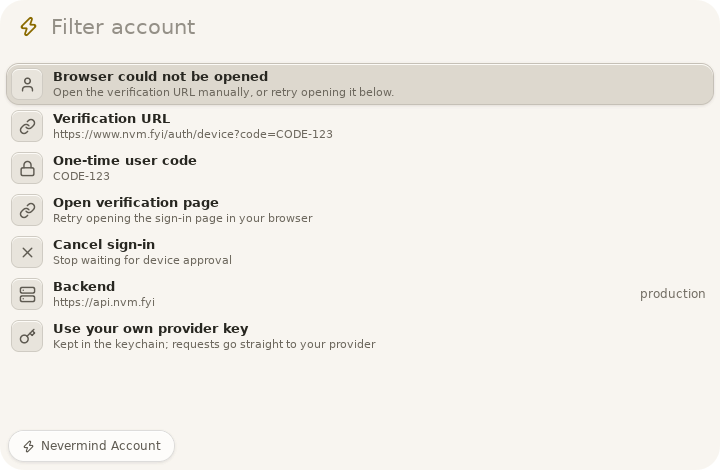 Filter account
Browser could not be opened
Open the verification URL manually, or retry opening it below.
Verification URL
https://www.nvm.fyi/auth/device?code=CODE-123
One-time user code
CODE-123
Open verification page
Retry opening the sign-in page in your browser
Cancel sign-in
Stop waiting for device approval
Backend
https://api.nvm.fyi
production
Use your own provider key
Kept in the keychain; requests go straight to your provider
Nevermind Account